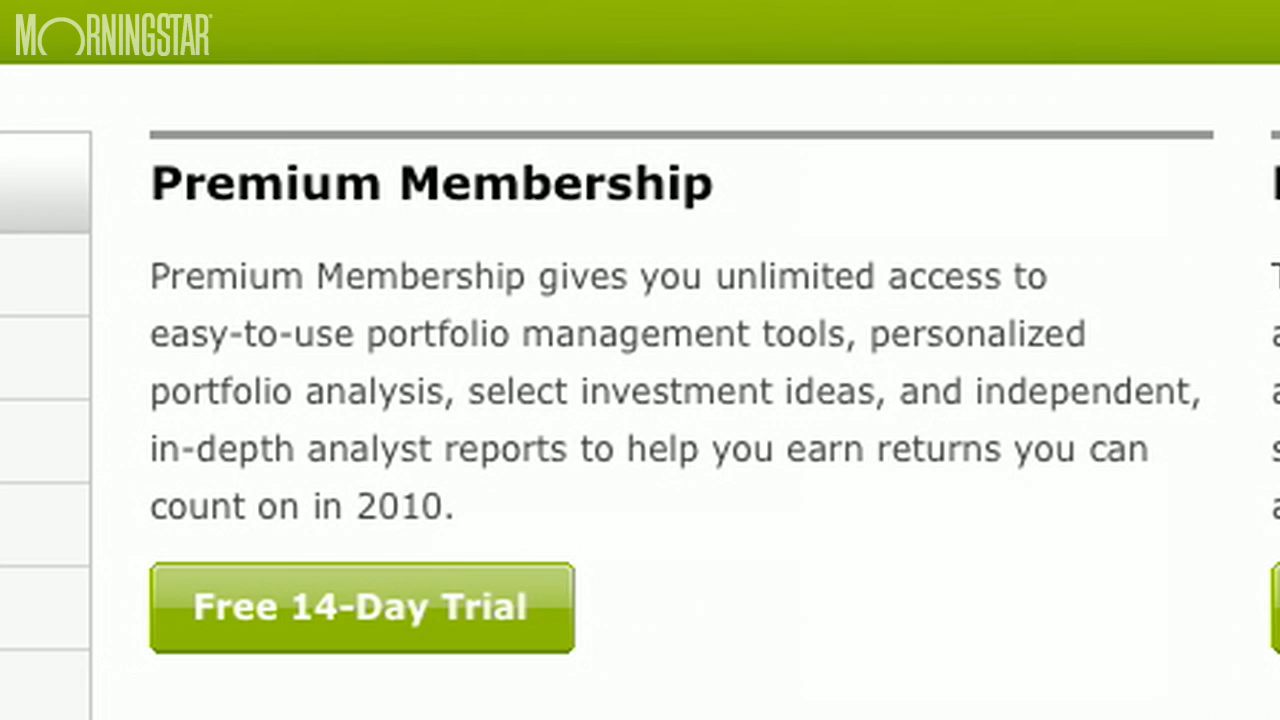 MORNINGSTAR
Premium Membership
Premium Membership gives you unlimited access to
easy-to-use portfolio management tools, personalized
portfolio analysis, select investment ideas, and independent,
in-depth analyst reports to help you earn returns you can
count on in 2010.
Free 14-Day Trial